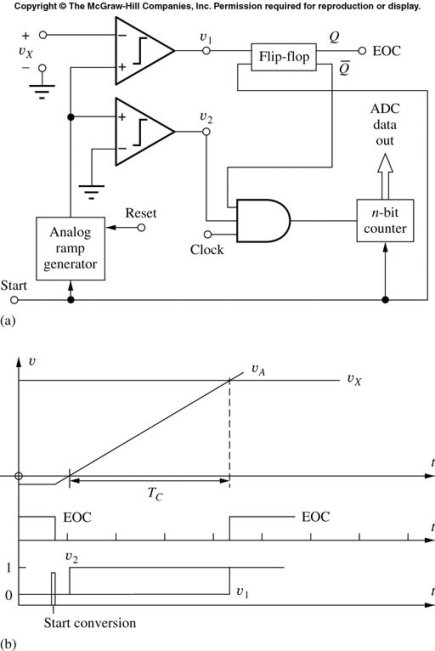 Copyright © The McGraw-Hill Companies, Inc. Permission required for reproduction or display.
+
v_X
−
−
+
v_1
Flip-flop
Q
EOC
Q̅
+
−
v_2
ADC
data
out
Reset
Analog
ramp
generator
Clock
n-bit
counter
Start
(a)
v
v_A
v_X
t
T_C
EOC
EOC
t
v_2
1
0
v_1
t
Start conversion
(b)